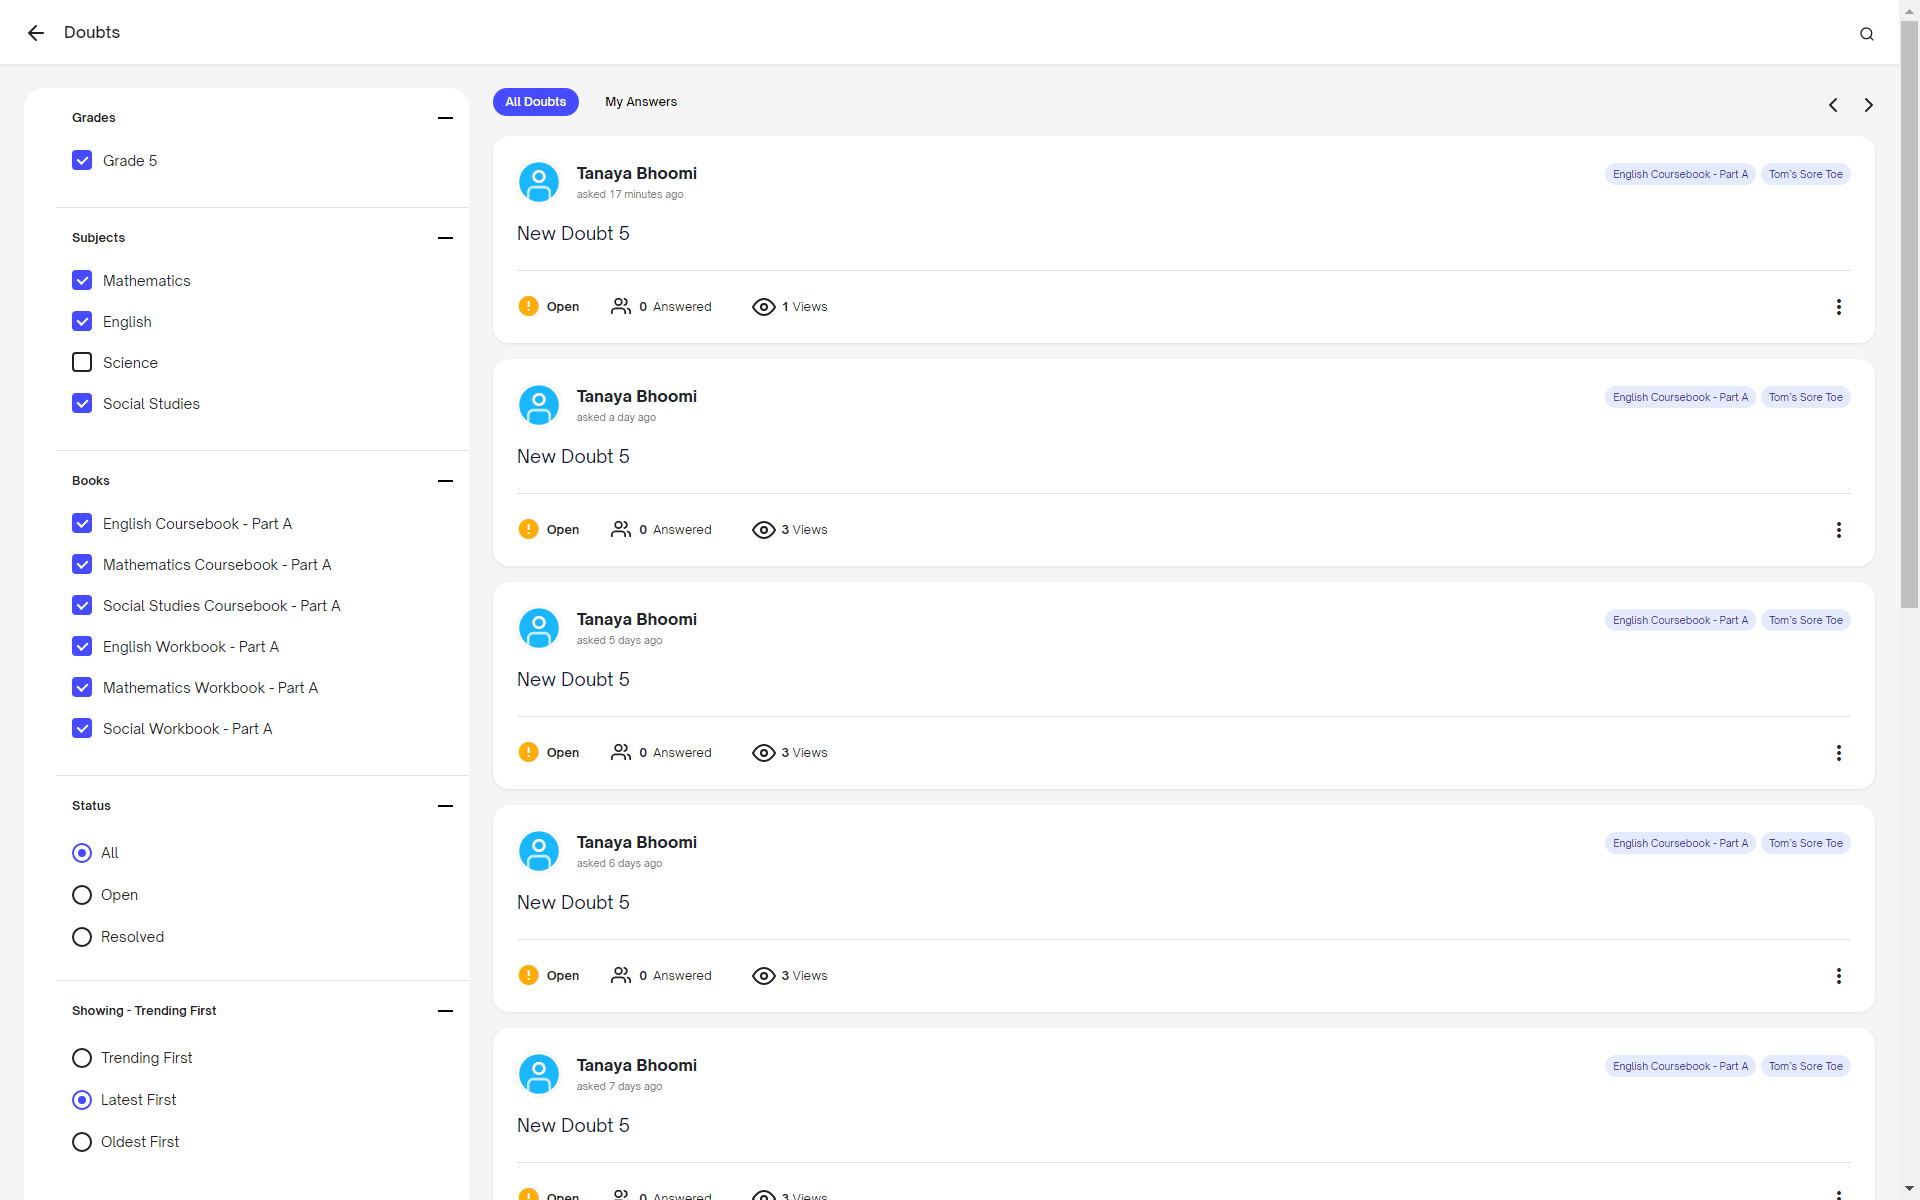 Doubts
Grades
Grade 5
Subjects
Mathematics
English
Science
Social Studies
Books
English Coursebook - Part A
Mathematics Coursebook - Part A
Social Studies Coursebook - Part A
English Workbook - Part A
Mathematics Workbook - Part A
Social Workbook - Part A
Status
All
Open
Resolved
Showing - Trending First
Trending First
Latest First
Oldest First
All Doubts My Answers
Tanaya Bhoomi English Coursebook - Part A Tom's Sore Toe
asked 17 minutes ago
New Doubt 5
Open 0 Answered 1 Views
Tanaya Bhoomi English Coursebook - Part A Tom's Sore Toe
asked a day ago
New Doubt 5
Open 0 Answered 3 Views
Tanaya Bhoomi English Coursebook - Part A Tom's Sore Toe
asked 5 days ago
New Doubt 5
Open 0 Answered 3 Views
Tanaya Bhoomi English Coursebook - Part A Tom's Sore Toe
asked 6 days ago
New Doubt 5
Open 0 Answered 3 Views
Tanaya Bhoomi English Coursebook - Part A Tom's Sore Toe
asked 7 days ago
New Doubt 5
Open 0 Answered 3 Views